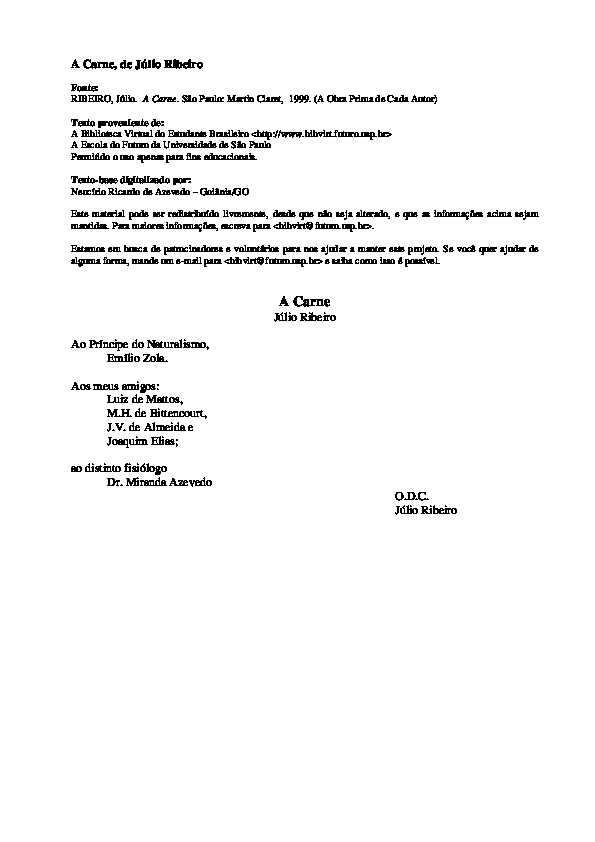 A Carne, de Júlio Ribeiro
Fonte:
RIBEIRO, Júlio. A Carne. São Paulo: Martin Claret, 1999. (A Obra Prima de Cada Autor)
Texto proveniente de:
A Biblioteca Virtual do Estudante Brasileiro <http://www.bibvirt.futuro.usp.br>
A Escola do Futuro da Universidade de São Paulo
Permitido o uso apenas para fins educacionais.
Texto-base digitalizado por:
Nercírio Ricardo de Azevedo – Goiânia/GO
Este material pode ser redistribuído livremente, desde que não seja alterado, e que as informações acima sejam
mantidas. Para maiores informações, escreva para <bibvirt@futuro.usp.br>.
Estamos em busca de patrocinadores e voluntários para nos ajudar a manter este projeto. Se você quer ajudar de
alguma forma, mande um e-mail para <bibvirt@futuro.usp.br> e saiba como isso é possível.
A Carne
Júlio Ribeiro
Ao Príncipe do Naturalismo,
Emílio Zola.
Aos meus amigos:
Luiz de Mattos,
M.H. de Bittencourt,
J.V. de Almeida e
Joaquim Elias;
ao distinto fisiólogo
Dr. Miranda Azevedo
O.D.C.
Júlio Ribeiro